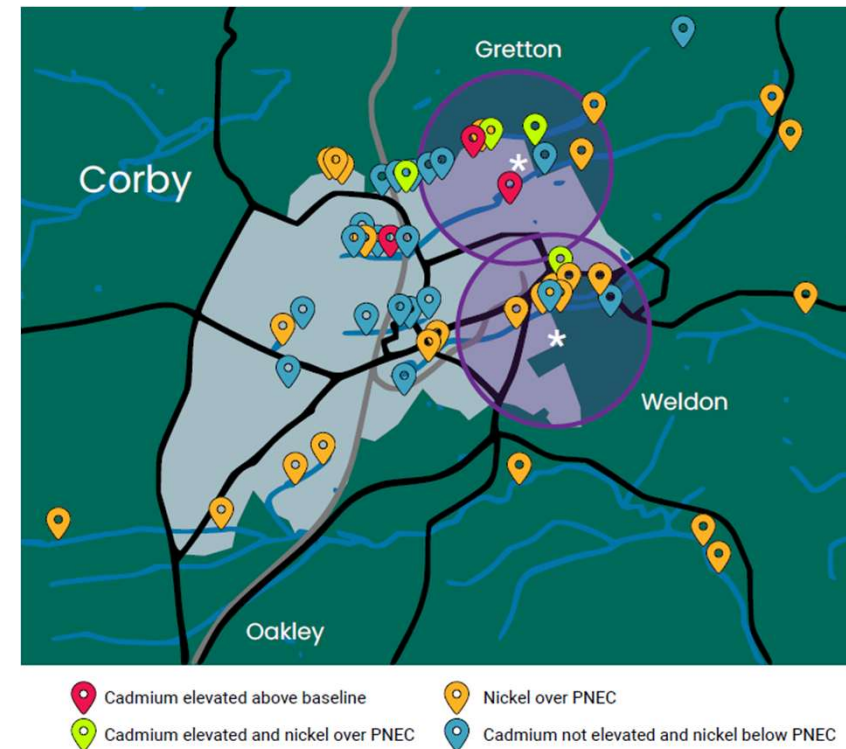 Gretton
Corby
*
*
Weldon
Oakley
Cadmium elevated above baseline
Nickel over PNEC
Cadmium elevated and nickel over PNEC
Cadmium not elevated and nickel below PNEC